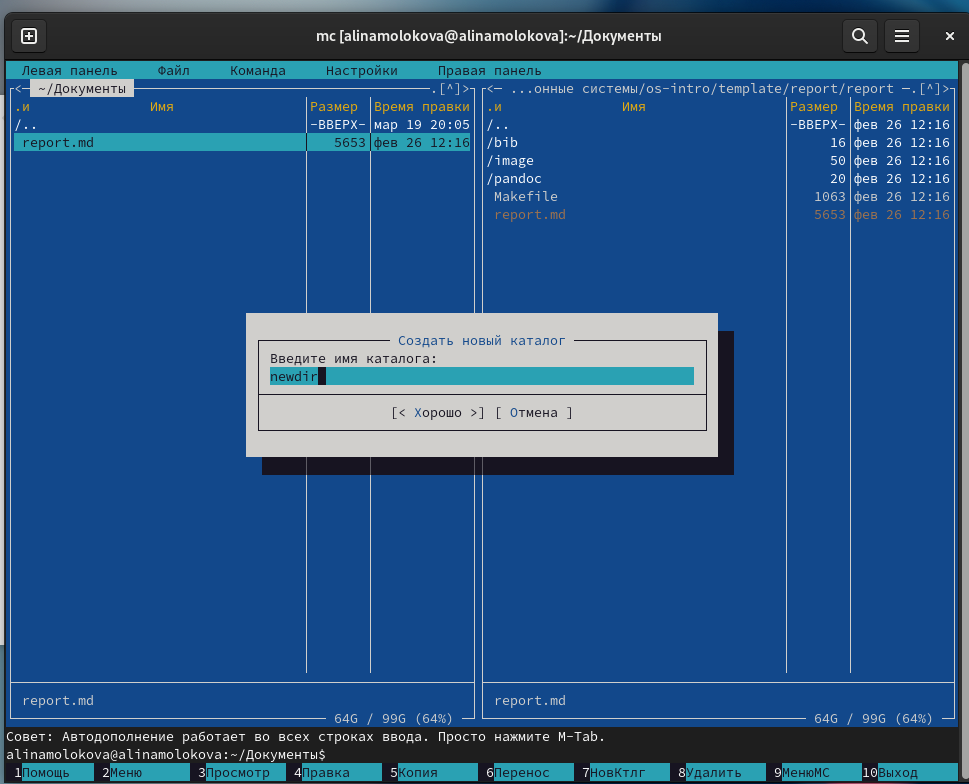 mc [alinamolokova@alinamolokova]:~/Документы
Левая панель Файл Команда Настройки Правая панель
<─ ~/Документы ─.[^]>
.и Имя Размер Время правки
/.. -ВВЕРХ- мар 19 20:05
report.md 5653 фев 26 12:16
<─ ...онные системы/os-intro/template/report/report ─.[^]>
.и Имя Размер Время правки
/.. -ВВЕРХ- фев 26 12:16
/bib 16 фев 26 12:16
/image 50 фев 26 12:16
/pandoc 20 фев 26 12:16
Makefile 1063 фев 26 12:16
report.md 5653 фев 26 12:16
Создать новый каталог
Введите имя каталога:
newdir
[< Хорошо >] [ Отмена ]
report.md
64G / 99G (64%)
report.md
64G / 99G (64%)
Совет: Автодополнение работает во всех строках ввода. Просто нажмите M-Tab.
alinamolokova@alinamolokova:~/Документы$
1Помощь 2Меню 3Просмотр 4Правка 5Копия 6Перенос 7НовКтлг 8Удалить 9МенюMC 10Выход